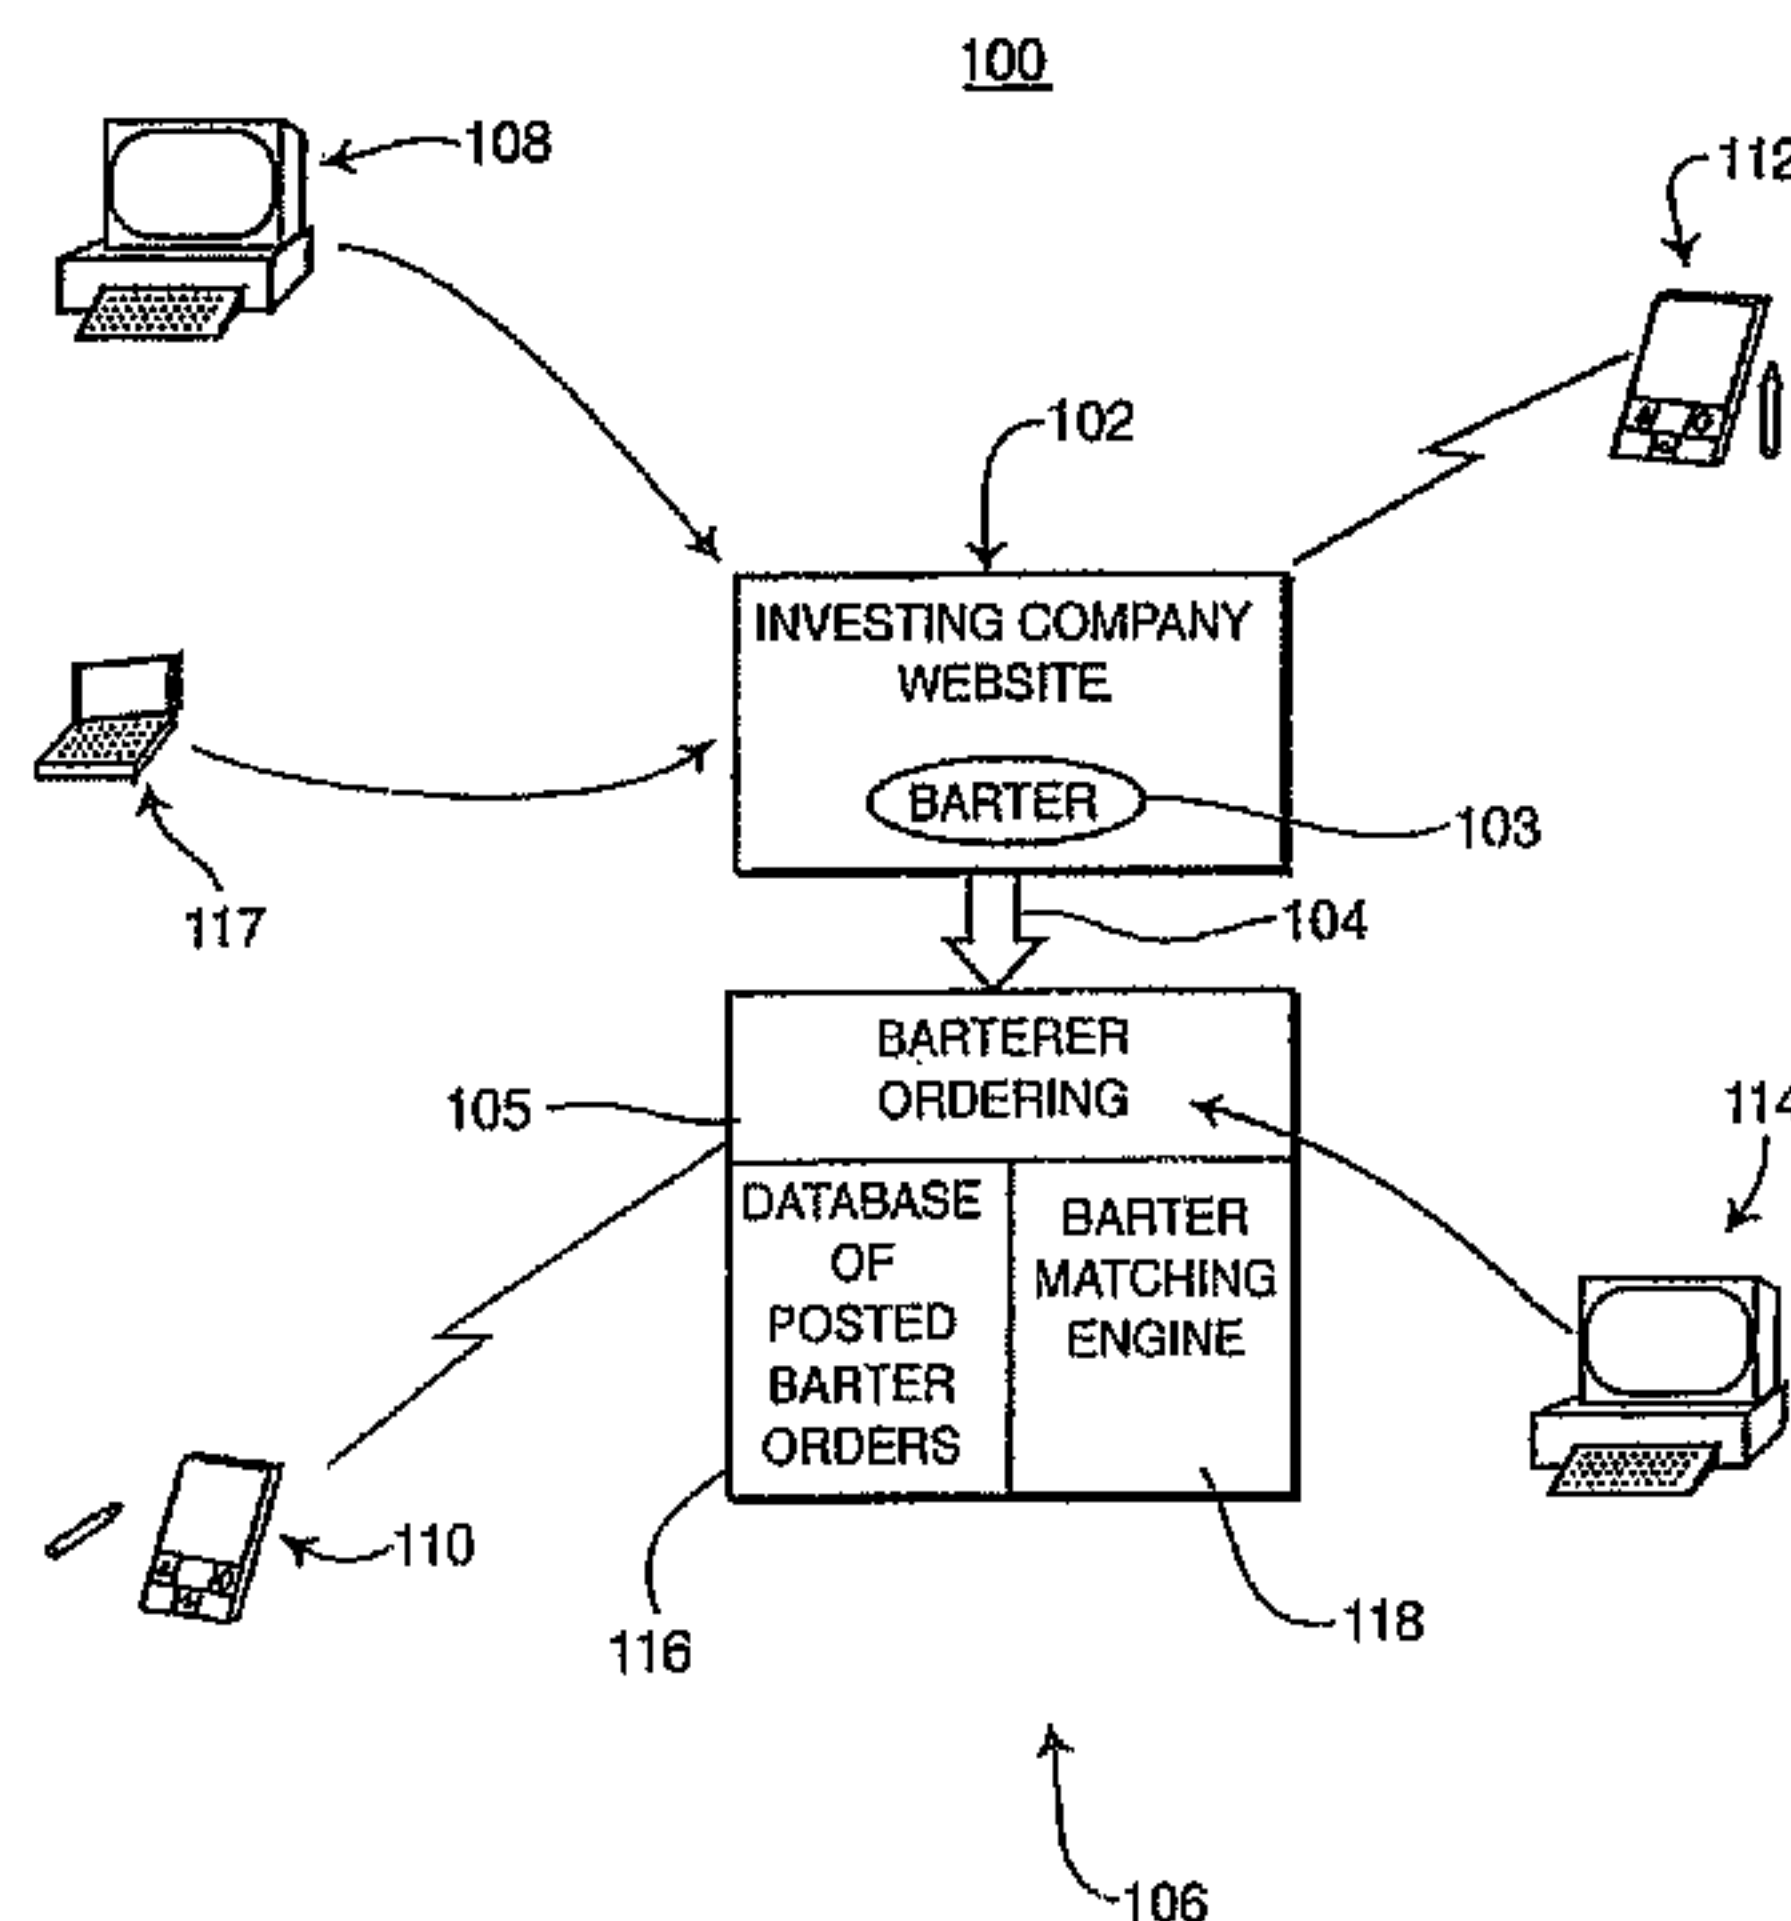 100
108
112
102
INVESTING COMPANY
WEBSITE
BARTER
103
117
104
BARTERER
ORDERING
105
114
DATABASE
OF
POSTED
BARTER
ORDERS
BARTER
MATCHING
ENGINE
110
116
118
106